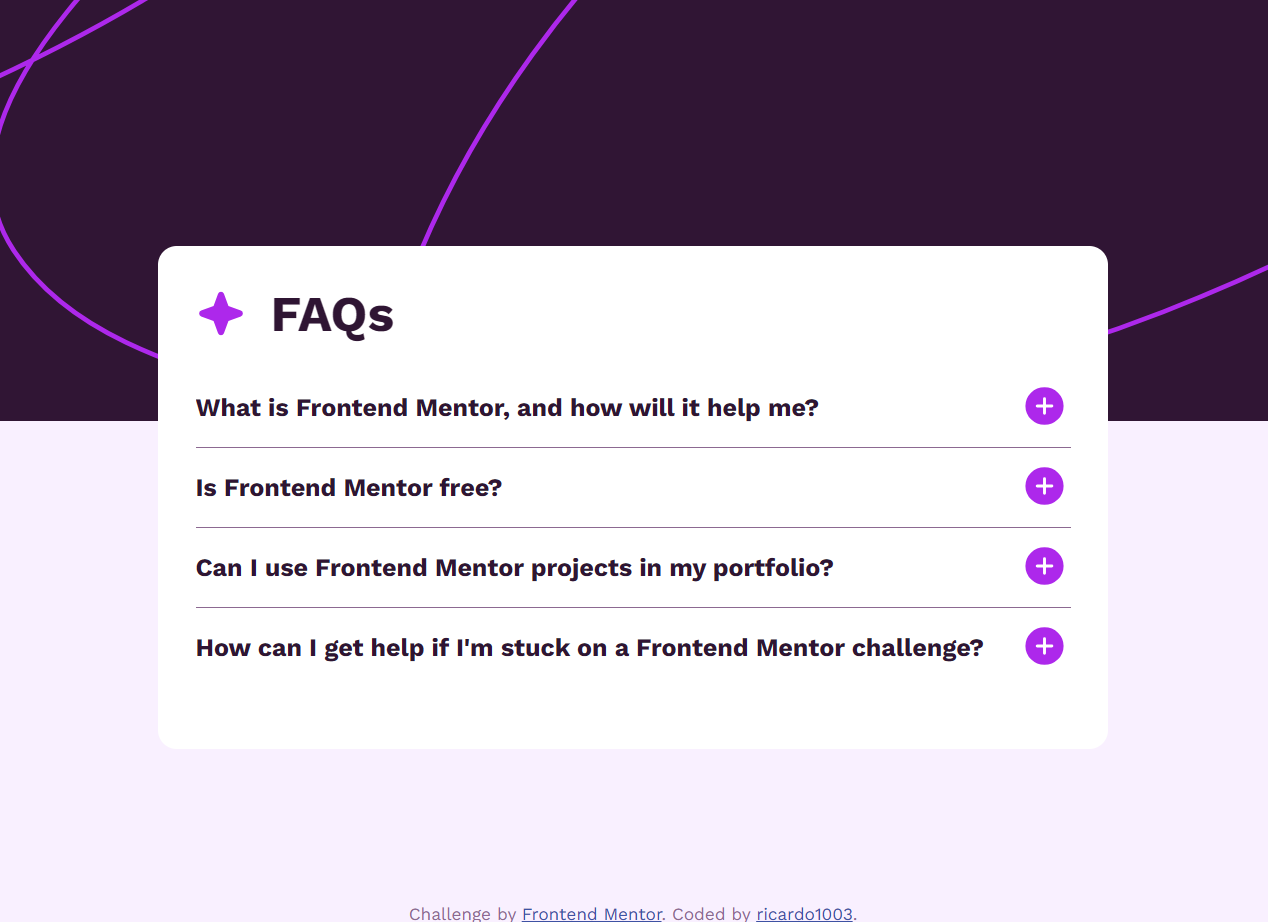 FAQs
What is Frontend Mentor, and how will it help me?
Is Frontend Mentor free?
Can I use Frontend Mentor projects in my portfolio?
How can I get help if I'm stuck on a Frontend Mentor challenge?
Challenge by Frontend Mentor. Coded by ricardo1003.